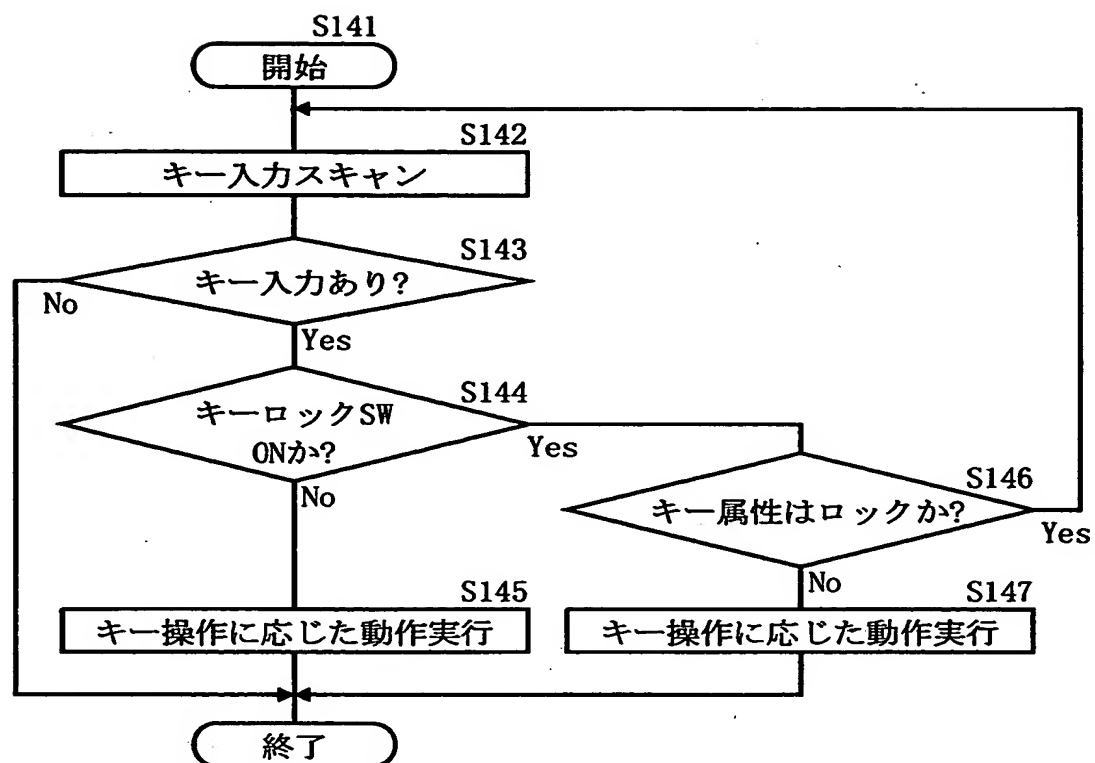 S141
開始
S142
キー入力スキャン
S143
キー入力あり?
No
Yes
S144
キーロックSW
ONか?
Yes
No
S146
キー属性はロックか?
Yes
No
S145
キー操作に応じた動作実行
S147
キー操作に応じた動作実行
終了